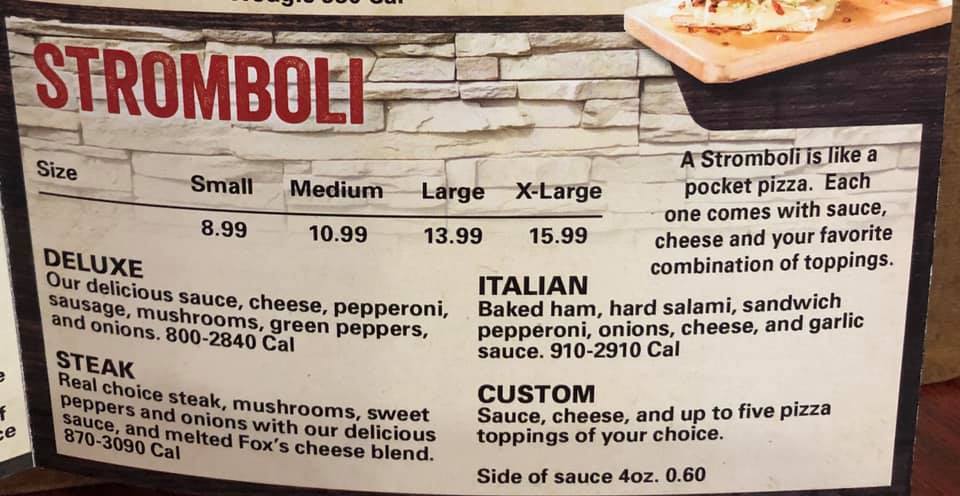 STROMBOLI
Size Small Medium Large X-Large
8.99 10.99 13.99 15.99
A Stromboli is like a
pocket pizza. Each
one comes with sauce,
cheese and your favorite
combination of toppings.
DELUXE
Our delicious sauce, cheese, pepperoni,
sausage, mushrooms, green peppers,
and onions. 800-2840 Cal
STEAK
Real choice steak, mushrooms, sweet
peppers and onions with our delicious
sauce, and melted Fox's cheese blend.
870-3090 Cal
ITALIAN
Baked ham, hard salami, sandwich
pepperoni, onions, cheese, and garlic
sauce. 910-2910 Cal
CUSTOM
Sauce, cheese, and up to five pizza
toppings of your choice.
Side of sauce 4oz. 0.60